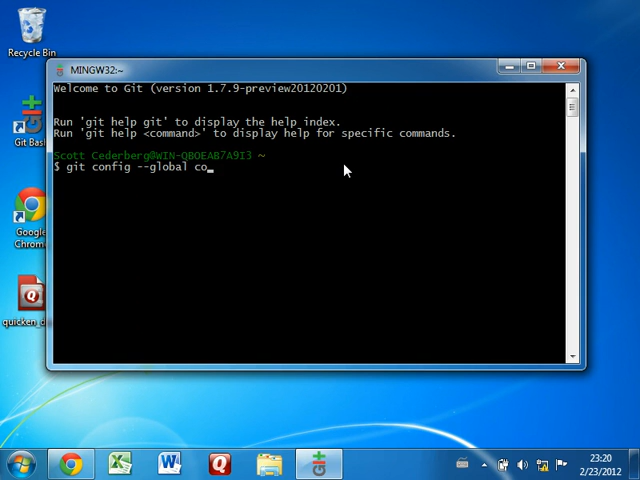 Recycle Bin
MINGW32:~
Welcome to Git (version 1.7.9-preview20120201)
Run 'git help git' to display the help index.
Run 'git help <command>' to display help for specific commands.
Scott Cederberg@WIN-QBOEAB7A9I3 ~
$ git config --global co
Git Bash
Google
Chrome
23:20
2/23/2012